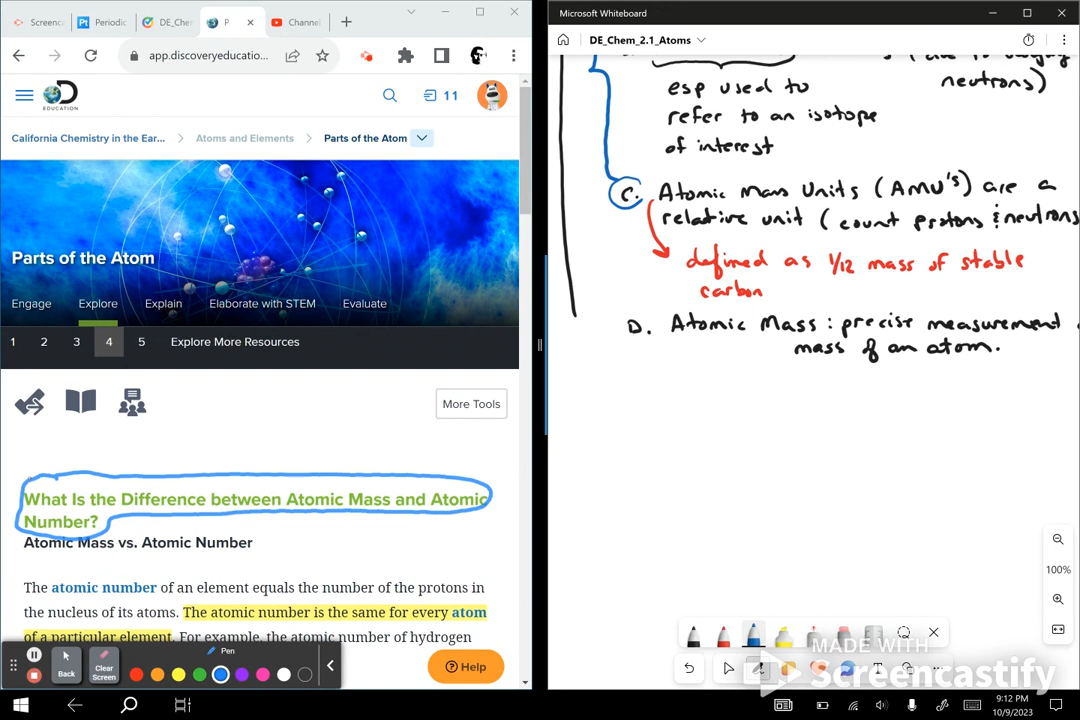 Screenc
Periodic
DE_Chem
P
Channel
app.discoveryeducatio...
EDUCATION
11
California Chemistry in the Ear...
Atoms and Elements
Parts of the Atom
Parts of the Atom
Engage
Explore
Explain
Elaborate with STEM
Evaluate
1
2
3
4
5
Explore More Resources
More Tools
What Is the Difference between Atomic Mass and Atomic
Number?
Atomic Mass vs. Atomic Number
The atomic number of an element equals the number of the protons in
the nucleus of its atoms. The atomic number is the same for every atom
of a particular element. For example, the atomic number of hydrogen
Pen
Back
Clear
Screen
Help
Microsoft Whiteboard
DE_Chem_2.1_Atoms
neutrons)
esp used to
refer to an isotope
of interest
C. Atomic Mass Units (AMU's) are a
relative unit (count protons & neutrons
defined as 1/12 mass of stable
carbon
D. Atomic Mass : precise measurement
mass of an atom.
100%
MADE WITH
Screencastify
9:12 PM
10/9/2023